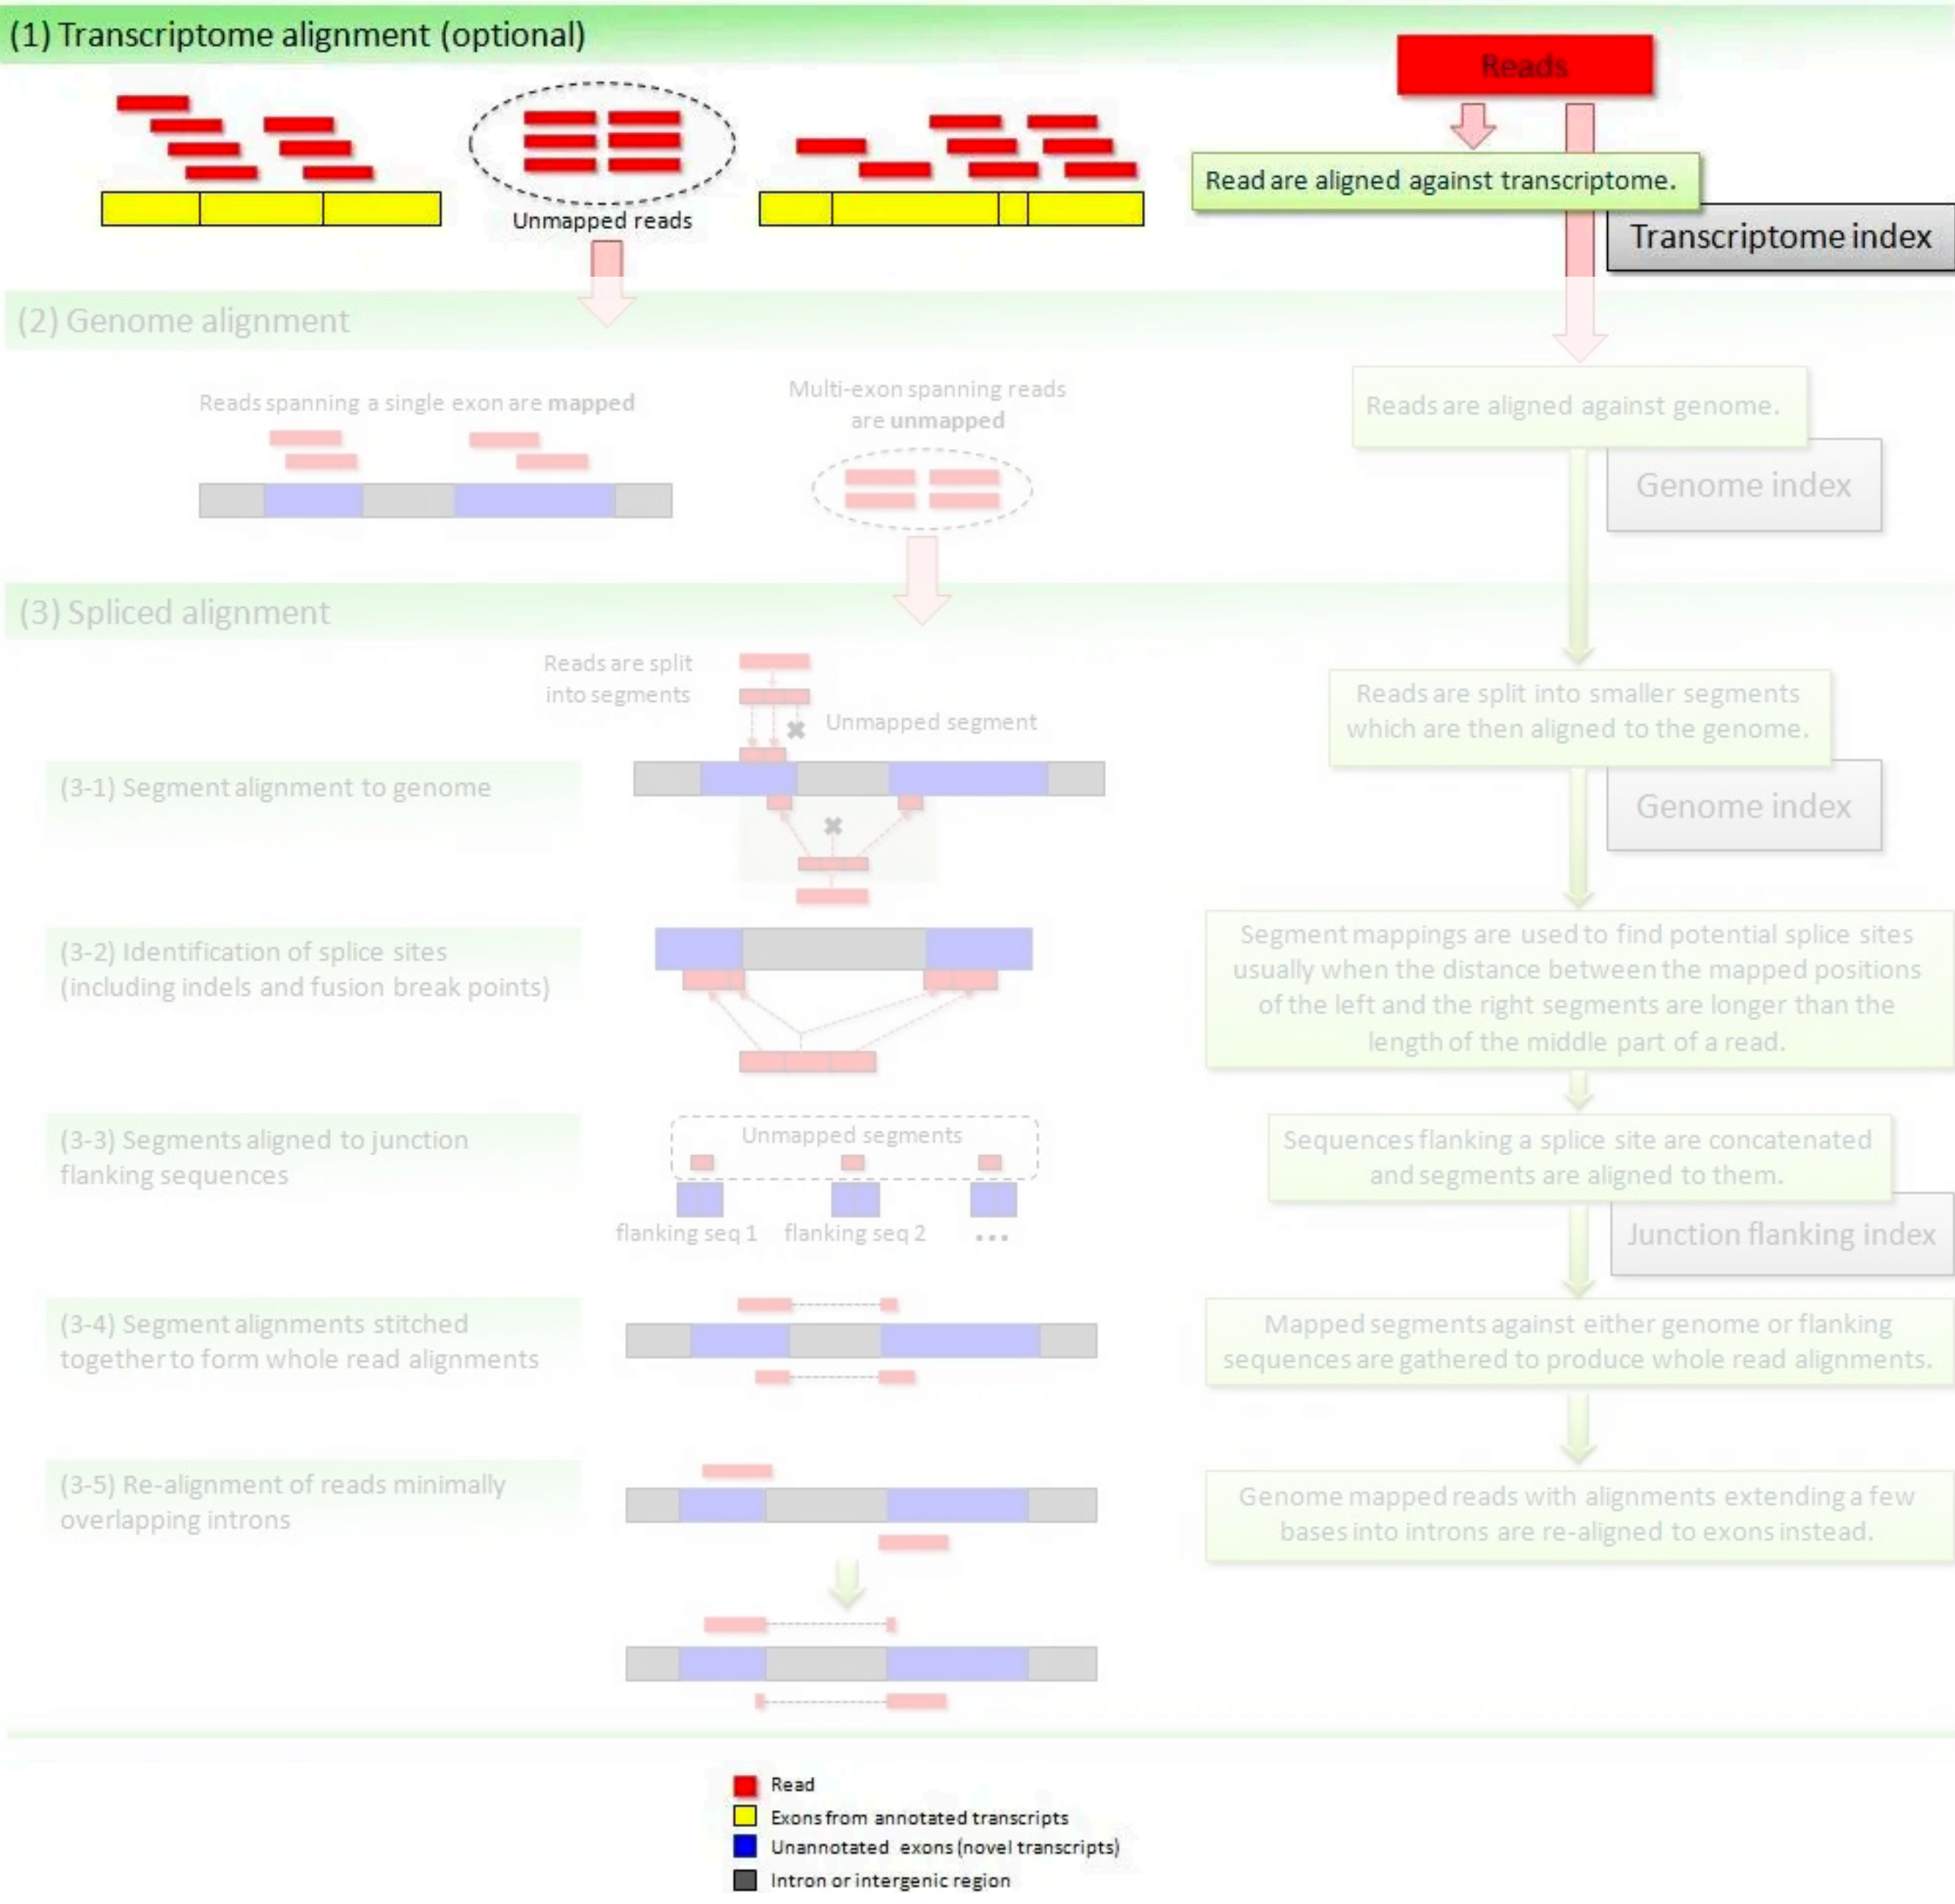 (1) Transcriptome alignment (optional)
Reads
Read are aligned against transcriptome.
Unmapped reads
Transcriptome index
(2) Genome alignment
Reads spanning a single exon are mapped
Multi-exon spanning reads
are unmapped
Reads are aligned against genome.
Genome index
(3) Spliced alignment
Reads are split
into segments
Unmapped segment
Reads are split into smaller segments
which are then aligned to the genome.
(3-1) Segment alignment to genome
Genome index
(3-2) Identification of splice sites
(including indels and fusion break points)
Segment mappings are used to find potential splice sites
usually when the distance between the mapped positions
of the left and the right segments are longer than the
length of the middle part of a read.
(3-3) Segments aligned to junction
flanking sequences
Unmapped segments
flanking seq 1
flanking seq 2
...
Sequences flanking a splice site are concatenated
and segments are aligned to them.
Junction flanking index
(3-4) Segment alignments stitched
together to form whole read alignments
Mapped segments against either genome or flanking
sequences are gathered to produce whole read alignments.
(3-5) Re-alignment of reads minimally
overlapping introns
Genome mapped reads with alignments extending a few
bases into introns are re-aligned to exons instead.
Read
Exons from annotated transcripts
Unannotated exons (novel transcripts)
Intron or intergenic region